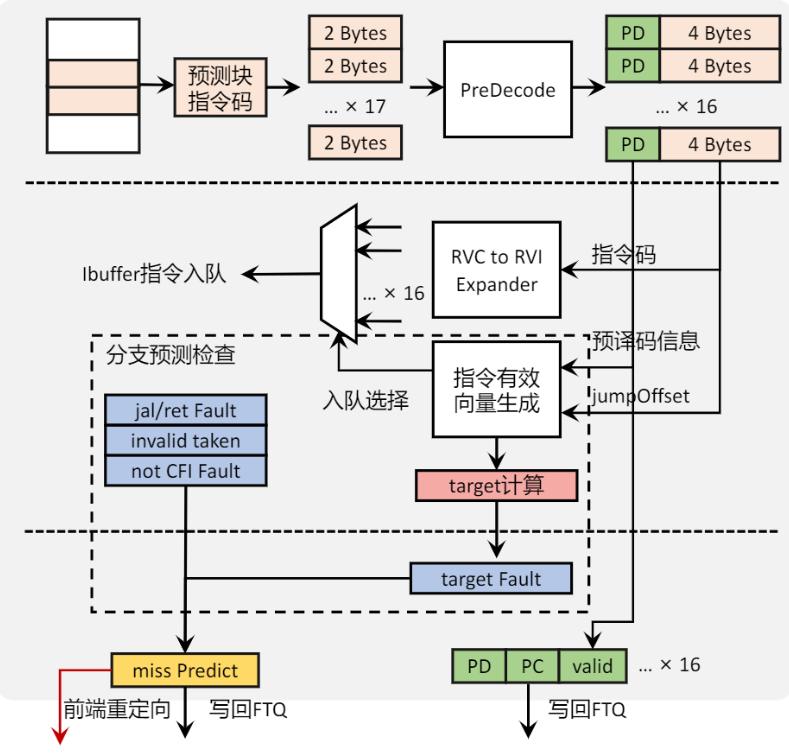 预测块
指令码
2 Bytes
2 Bytes
... × 17
2 Bytes
PreDecode
PD
4 Bytes
PD
4 Bytes
... × 16
PD
4 Bytes
Ibuffer指令入队
... × 16
RVC to RVI
Expander
指令码
分支预测检查
入队选择
指令有效
向量生成
预译码信息
jumpOffset
jal/ret Fault
invalid taken
not CFI Fault
target计算
target Fault
miss Predict
PD
PC
valid
... × 16
前端重定向
写回FTQ
写回FTQ